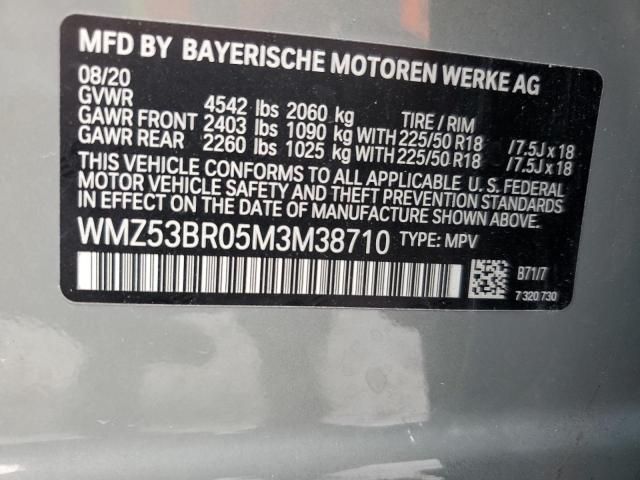 MFD BY BAYERISCHE MOTOREN WERKE AG
08/20
GVWR 4542 lbs 2060 kg TIRE / RIM
GAWR FRONT 2403 lbs 1090 kg WITH 225/50 R18 / 7.5J x 18
GAWR REAR 2260 lbs 1025 kg WITH 225/50 R18 / 7.5J x 18
THIS VEHICLE CONFORMS TO ALL APPLICABLE U. S. FEDERAL
MOTOR VEHICLE SAFETY AND THEFT PREVENTION STANDARDS
IN EFFECT ON THE DATE OF MANUFACTURE SHOWN ABOVE.
WMZ53BR05M3M38710 TYPE: MPV
B71/7
7 320 730